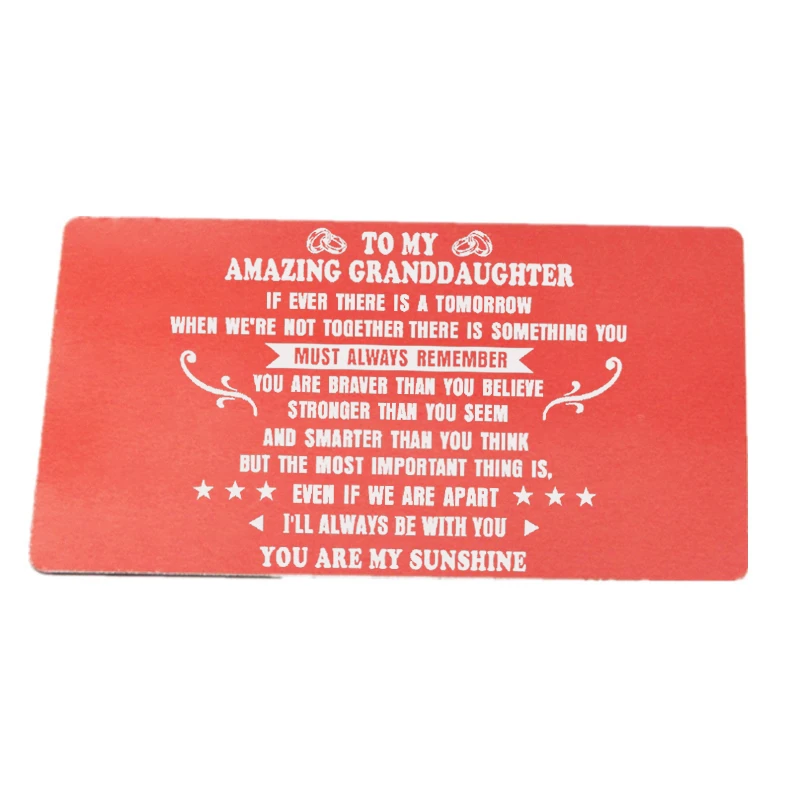 TO MY
AMAZING GRANDDAUGHTER
IF EVER THERE IS A TOMORROW
WHEN WE'RE NOT TOGETHER THERE IS SOMETHING YOU
MUST ALWAYS REMEMBER
YOU ARE BRAVER THAN YOU BELIEVE
STRONGER THAN YOU SEEM
AND SMARTER THAN YOU THINK
BUT THE MOST IMPORTANT THING IS,
EVEN IF WE ARE APART
I'LL ALWAYS BE WITH YOU
YOU ARE MY SUNSHINE